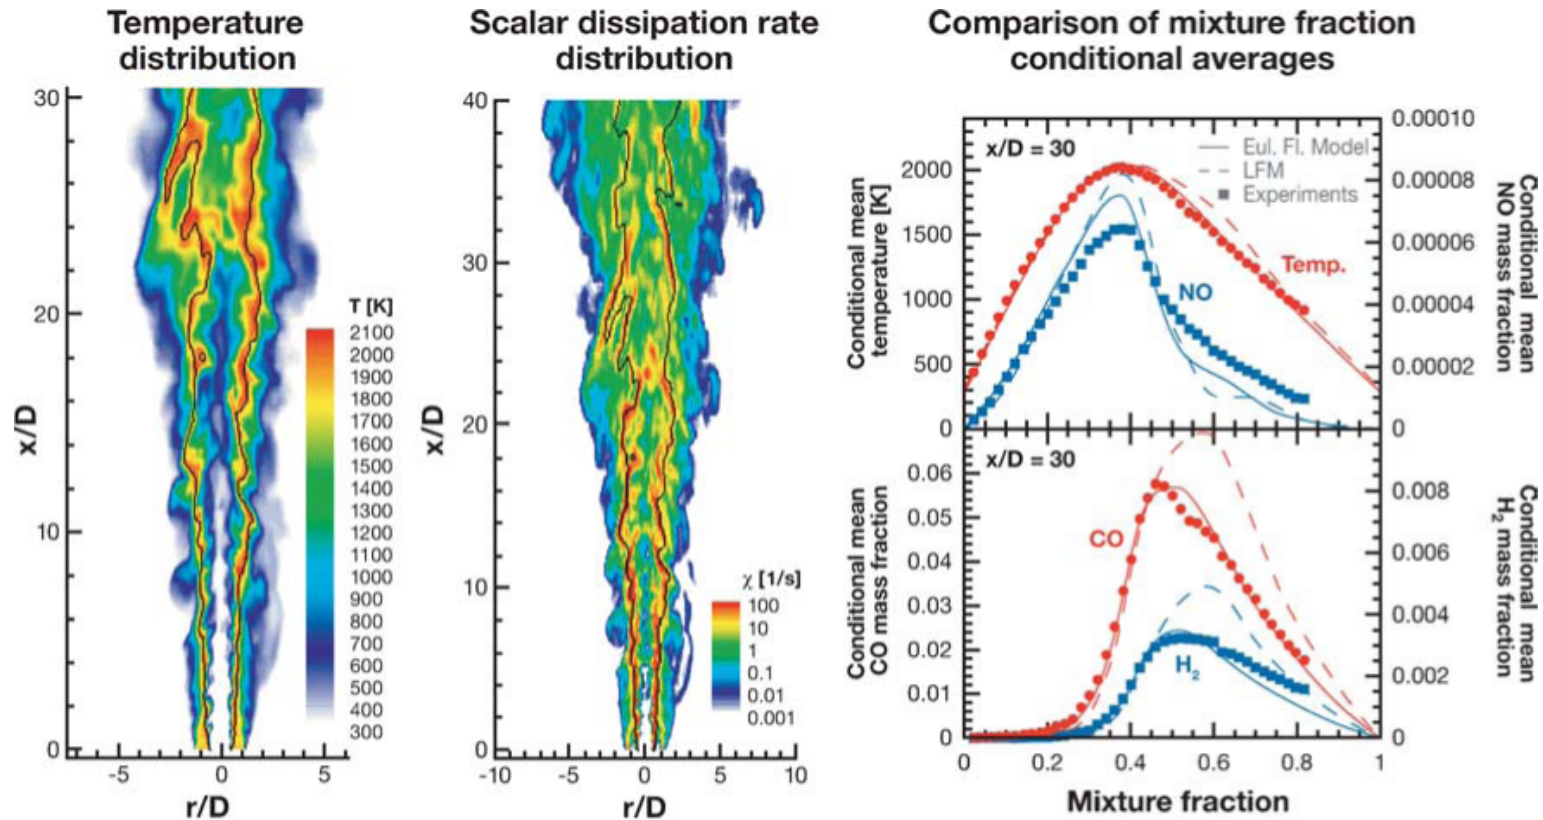 Temperature
distribution
30
20
10
0
x/D
-5
0
5
r/D
T [K]
2100
2000
1900
1800
1700
1600
1500
1400
1300
1200
1100
1000
900
800
700
600
500
400
300
Scalar dissipation rate
distribution
40
30
20
10
0
x/D
-10
-5
0
5
10
r/D
χ [1/s]
100
10
1
0.1
0.01
0.001
Comparison of mixture fraction
conditional averages
x/D = 30
Eul. Fl. Model
LFM
Experiments
Temp.
NO
Conditional mean
temperature [K]
2000
1500
1000
500
0
0.00010
0.00008
0.00006
0.00004
0.00002
0
Conditional mean
NO mass fraction
x/D = 30
CO
H2
Conditional mean
CO mass fraction
0.06
0.05
0.04
0.03
0.02
0.01
0
0.008
0.006
0.004
0.002
0
Conditional mean
H2 mass fraction
0
0.2
0.4
0.6
0.8
1
Mixture fraction